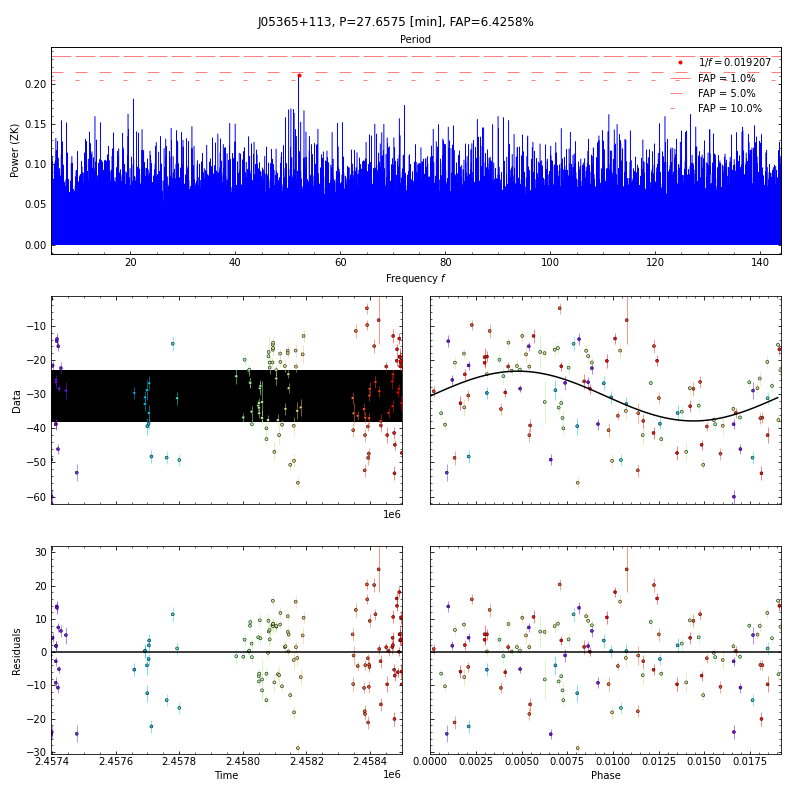 J05365+113, P=27.6575 [min], FAP=6.4258%
Period
Power (ZK)
0.20
0.15
0.10
0.05
0.00
1/f = 0.019207
FAP = 1.0%
FAP = 5.0%
FAP = 10.0%
20 40 60 80 100 120 140
Frequency f
Data
−10
−20
−30
−40
−50
−60
1e6
Residuals
30
20
10
0
−10
−20
−30
2.4574 2.4576 2.4578 2.4580 2.4582 2.4584
1e6
Time
0.0000 0.0025 0.0050 0.0075 0.0100 0.0125 0.0150 0.0175
Phase